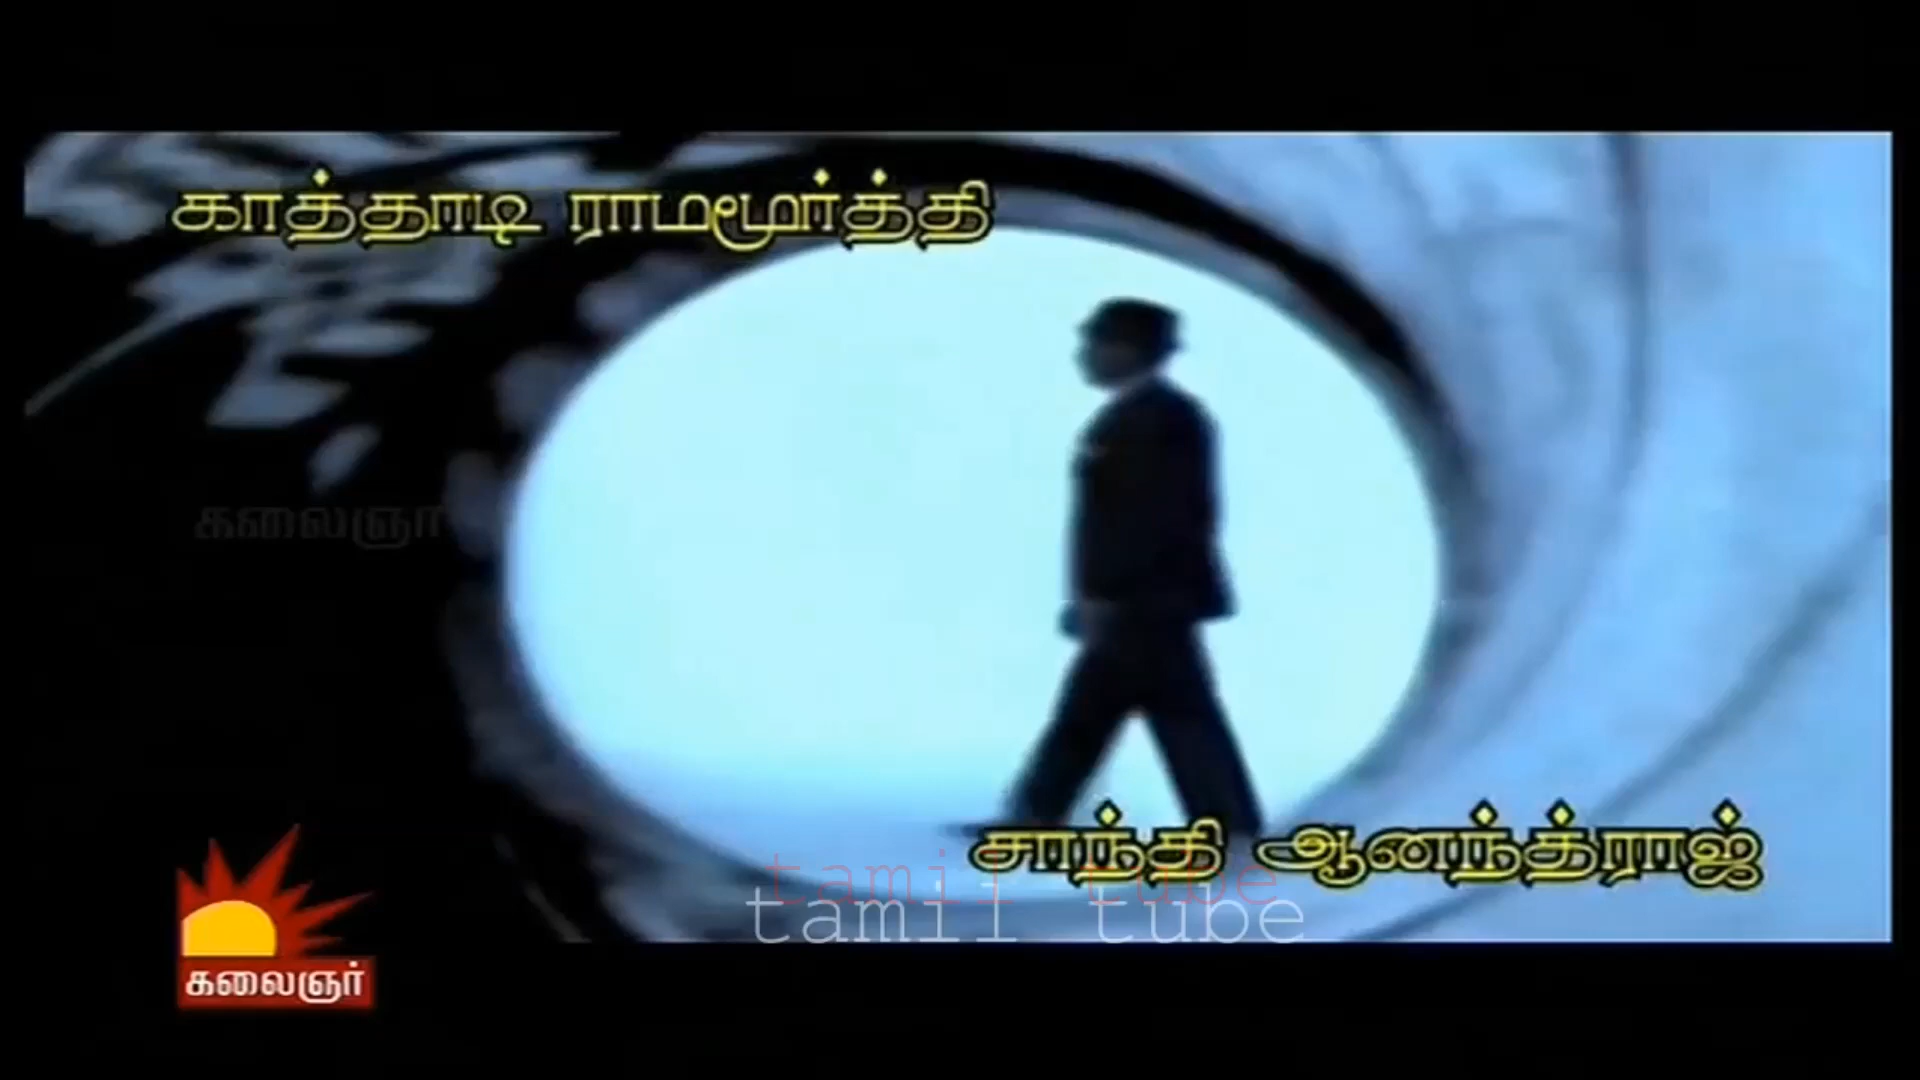 காத்தாடி ராமமூர்த்தி
கலைஞர்
சாந்தி ஆனந்த்ராஜ்
tamil tube
tamil tube
கலைஞர்